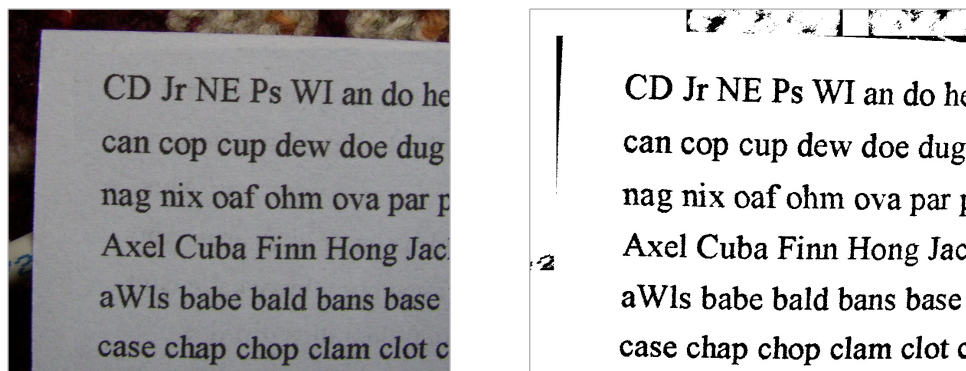 CD Jr NE Ps WI an do he
can cop cup dew doe dug
nag nix oaf ohm ova par
Axel Cuba Finn Hong
aWls babe bald bans base
case chap chop clam clot
CD Jr NE Ps WI an do he
can cop cup dew doe dug
nag nix oaf ohm ova par
Axel Cuba Finn Hong
aWls babe bald bans base
case chap chop clam clot